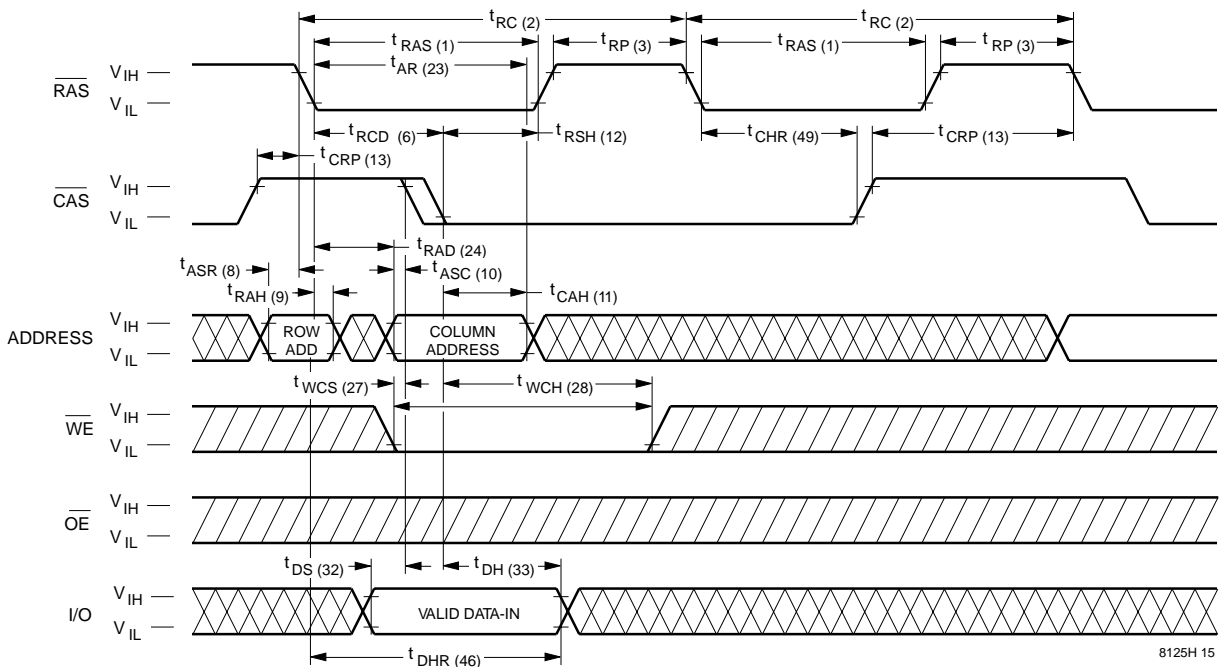 t RC (2) t RC (2)
t RAS (1) t RP (3) t RAS (1) t RP (3)
t AR (23)
RAS V IH
V IL
t RCD (6) t RSH (12) t CHR (49) t CRP (13)
t CRP (13)
CAS V IH
V IL
t RAD (24)
t ASR (8) t ASC (10)
t RAH (9) t CAH (11)
ADDRESS V IH
V IL
ROW ADD
COLUMN ADDRESS
t WCS (27) t WCH (28)
WE V IH
V IL
OE V IH
V IL
t DS (32) t DH (33)
I/O V IH
V IL
VALID DATA-IN
t DHR (46)
8125H 15